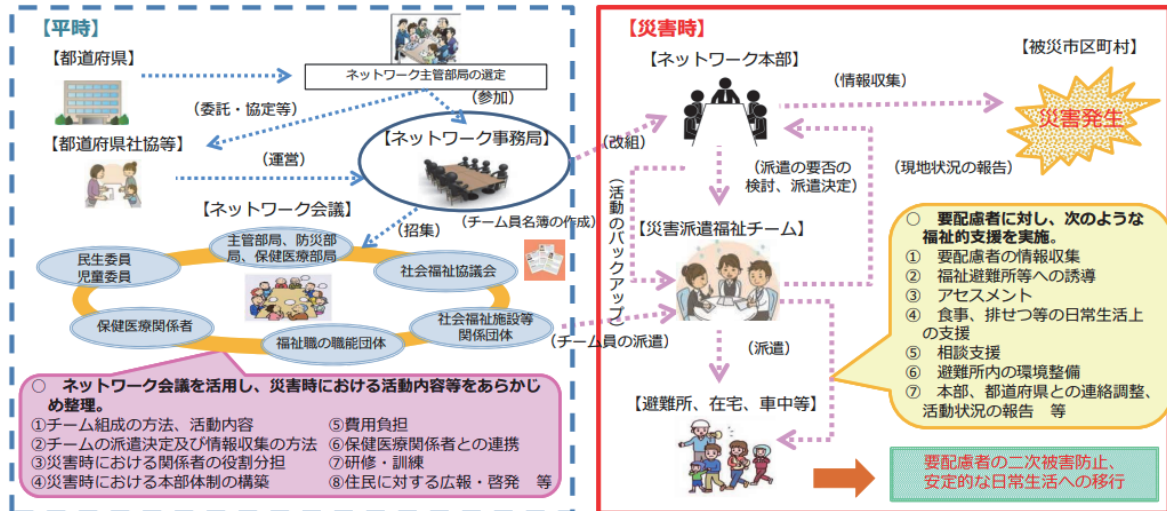 【平時】
【都道府県】
ネットワーク主管部局の選定
（委託・協定等）
（参加）
【都道府県社協等】
（運営）
【ネットワーク事務局】
【ネットワーク会議】
（招集）
（チーム員名簿の作成）
主管部局、防災部
局、保健医療部局
民生委員
児童委員
社会福祉協議会
保健医療関係者
福祉職の職能団体
社会福祉施設等
関係団体
○　ネットワーク会議を活用し、災害時における活動内容等をあらかじ
め整理。
①チーム組成の方法、活動内容
②チームの派遣決定及び情報収集の方法
③災害時における関係者の役割分担
④災害時における本部体制の構築
⑤費用負担
⑥保健医療関係者との連携
⑦研修・訓練
⑧住民に対する広報・啓発　等
【災害時】
【ネットワーク本部】
（情報収集）
【被災市区町村】
災害発生
（改組）
（派遣の要否の
検討、派遣決定）
（現地状況の報告）
（活動のバックアップ）
【災害派遣福祉チーム】
（チーム員の派遣）
（派遣）
【避難所、在宅、車中等】
○　要配慮者に対し、次のような
福祉的支援を実施。
①　要配慮者の情報収集
②　福祉避難所等への誘導
③　アセスメント
④　食事、排せつ等の日常生活上
の支援
⑤　相談支援
⑥　避難所内の環境整備
⑦　本部、都道府県との連絡調整、
活動状況の報告　等
要配慮者の二次被害防止、
安定的な日常生活への移行